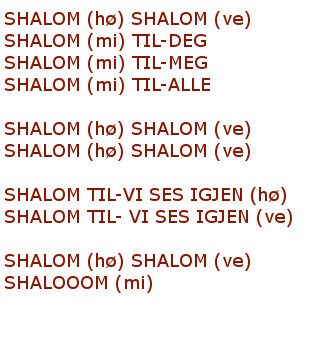 SHALOM (hø) SHALOM (ve)
SHALOM (mi) TIL-DEG
SHALOM (mi) TIL-MEG
SHALOM (mi) TIL-ALLE

SHALOM (hø) SHALOM (ve)
SHALOM (hø) SHALOM (ve)

SHALOM TIL-VI SES IGJEN (hø)
SHALOM TIL- VI SES IGJEN (ve)

SHALOM (hø) SHALOM (ve)
SHALOOOM (mi)